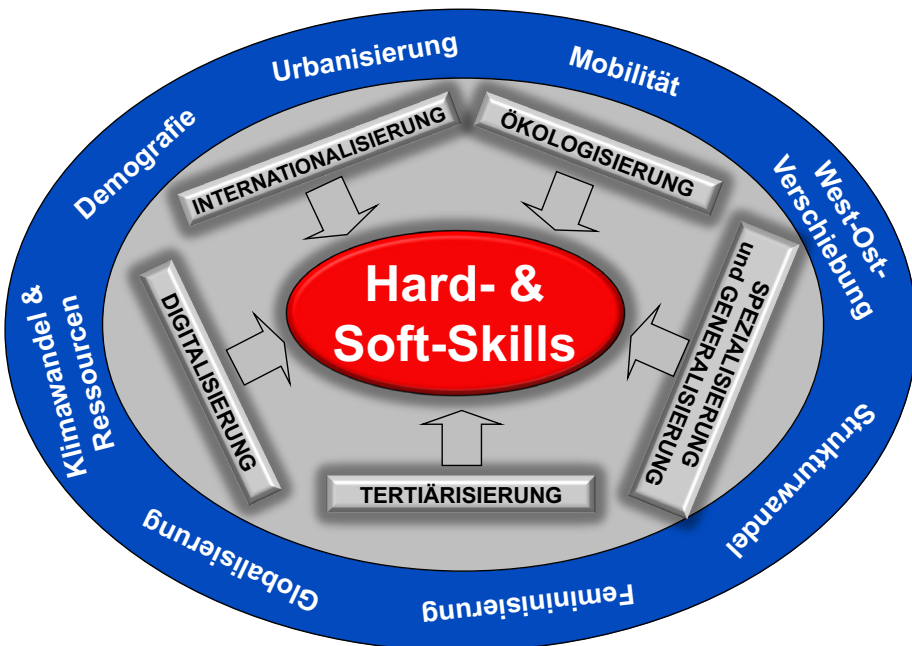 Urbanisierung
Mobilität
West-Ost-
Verschiebung
Strukturwandel
Feminisierung
Globalisierung
Klimawandel &
Ressourcen
Demografie
INTERNATIONALISIERUNG
ÖKOLOGISIERUNG
SPEZIALISIERUNG
und GENERALISIERUNG
TERTIÄRISIERUNG
DIGITALISIERUNG
Hard- &
Soft-Skills